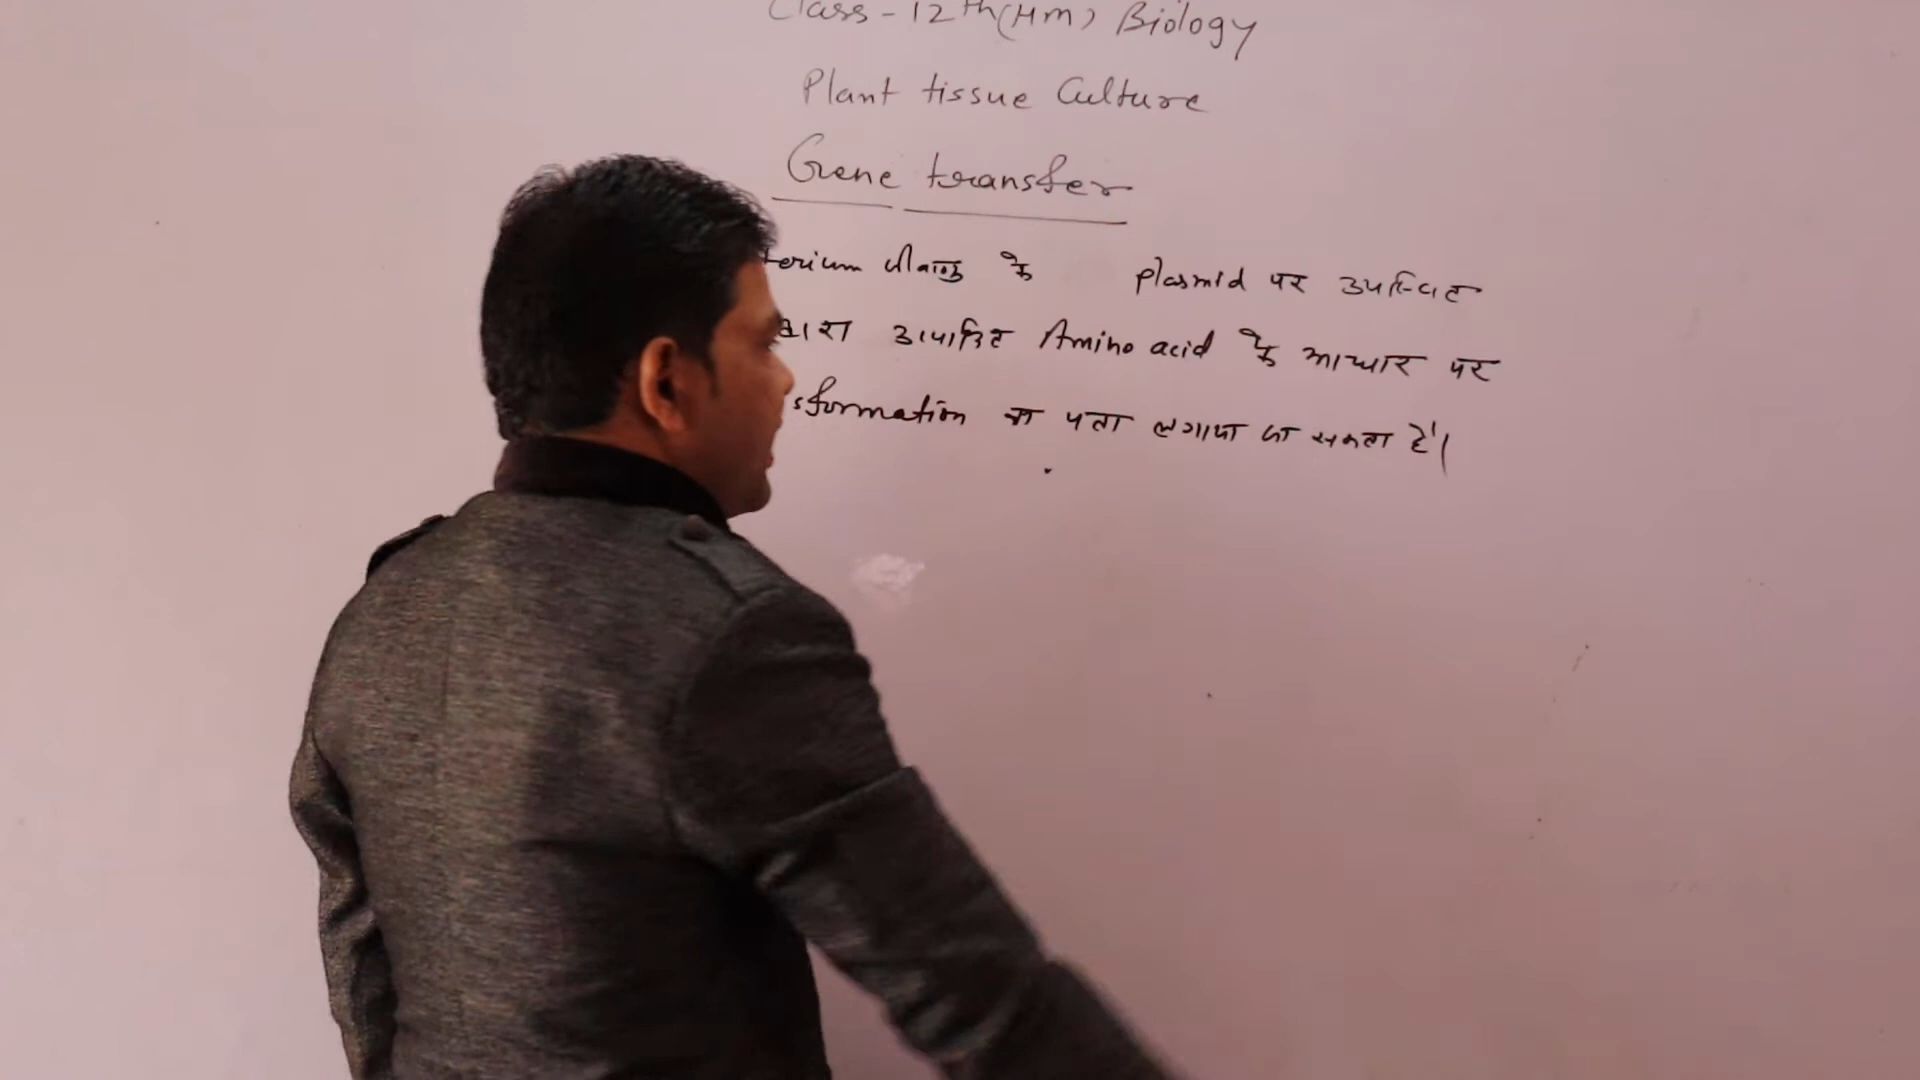 Class-12th(HM) Biology
Plant tissue Culture
Gene transfer
terium जीवाणु के plasmid पर उपस्थित
द्वारा उत्पादित Amino acid के आधार पर
sformation का पता लगाया जा सकता है।